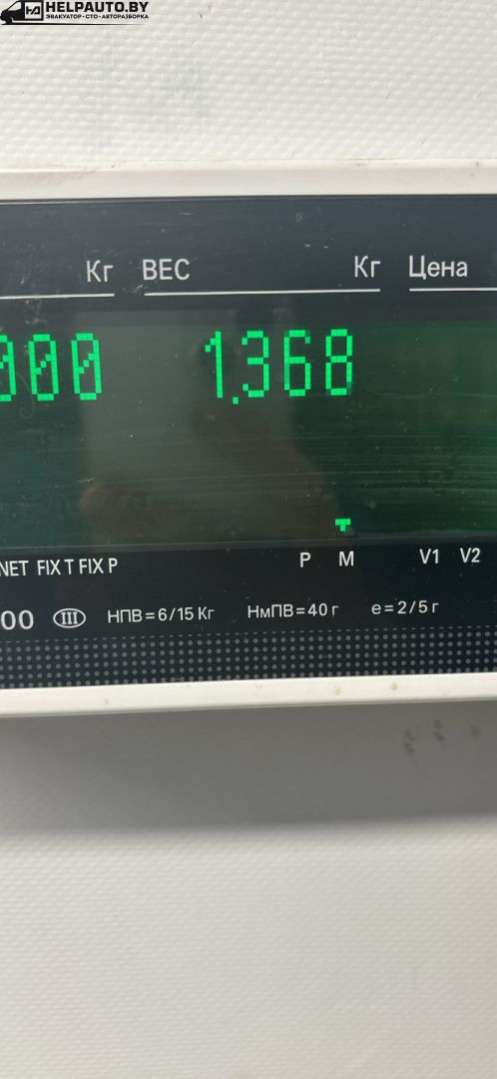 HELPAUTO.BY
ЭВАКУАТОР·СТО·АВТОРАЗБОРКА
Кг ВЕС Кг Цена
000 1.368
NET FIX T FIX P P M V1 V2
00 III НПВ=6/15 Кг НмПВ=40 г e=2/5 г